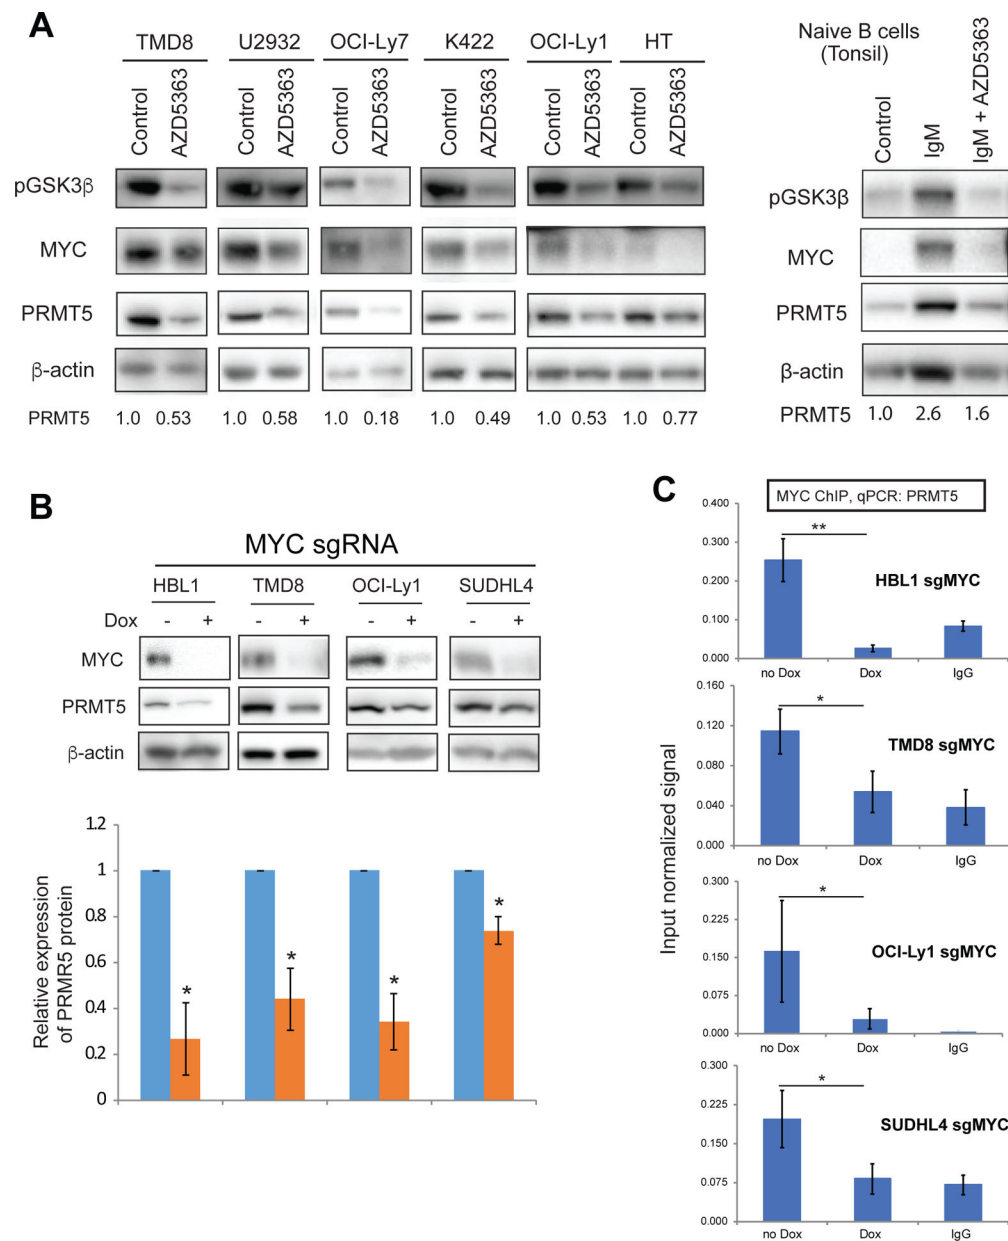 A
TMD8 U2932 OCI-Ly7 K422 OCI-Ly1 HT
Control AZD5363 Control AZD5363 Control AZD5363 Control AZD5363 Control AZD5363 Control AZD5363
pGSK3β
MYC
PRMT5
β-actin
PRMT5 1.0 0.53 1.0 0.58 1.0 0.18 1.0 0.49 1.0 0.53 1.0 0.77
Naive B cells
(Tonsil)
Control IgM IgM + AZD5363
pGSK3β
MYC
PRMT5
β-actin
PRMT5 1.0 2.6 1.6
B
MYC sgRNA
HBL1 TMD8 OCI-Ly1 SUDHL4
Dox - + - + - + - +
MYC
PRMT5
β-actin
Relative expression
of PRMR5 protein
1.2
1
0.8
0.6
0.4
0.2
0
* * * *
C
MYC ChIP, qPCR: PRMT5
Input normalized signal
0.400
0.300
0.200
0.100
0.000
**
HBL1 sgMYC
no Dox Dox IgG
0.160
0.120
0.080
0.040
0.000
*
TMD8 sgMYC
no Dox Dox IgG
0.300
0.225
0.150
0.075
0.000
*
OCI-Ly1 sgMYC
no Dox Dox IgG
0.300
0.225
0.150
0.075
0.000
*
SUDHL4 sgMYC
no Dox Dox IgG